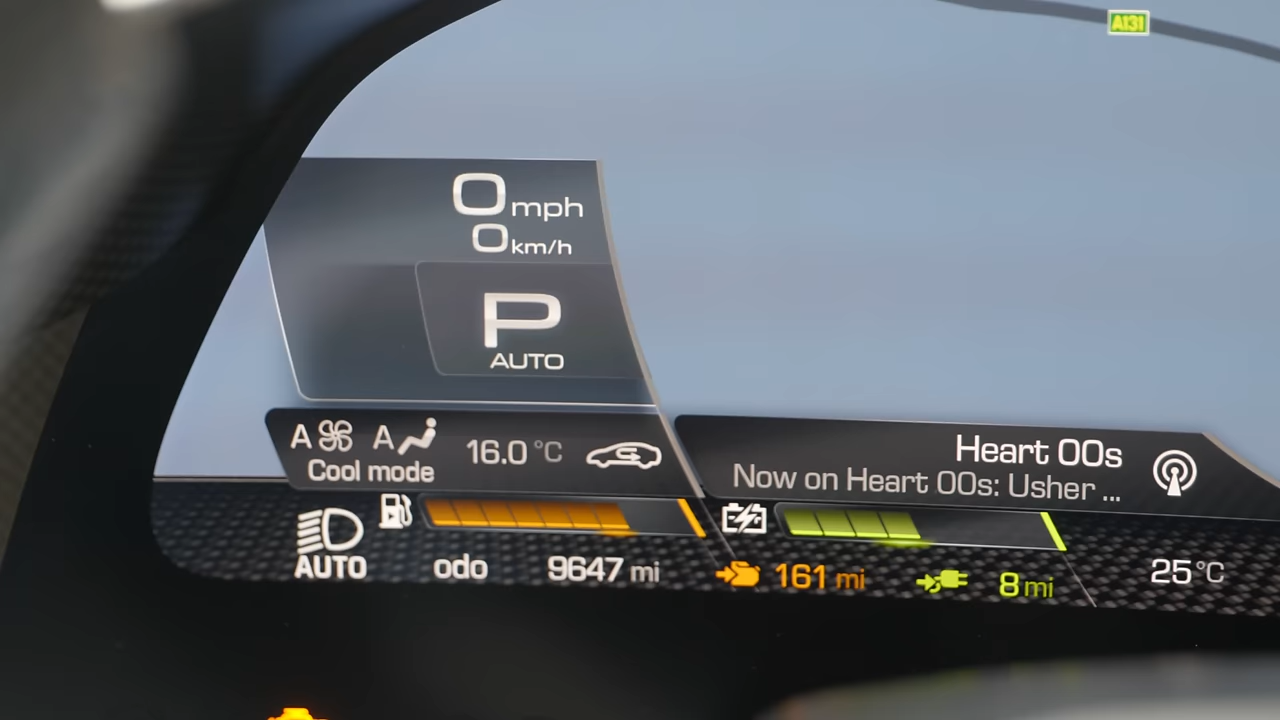 A131
0 mph
0 km/h
P
AUTO
A A 16.0 °C
Cool mode
Heart 00s
Now on Heart 00s: Usher ...
AUTO
odo 9647 mi 161 mi 8 mi 25 °C